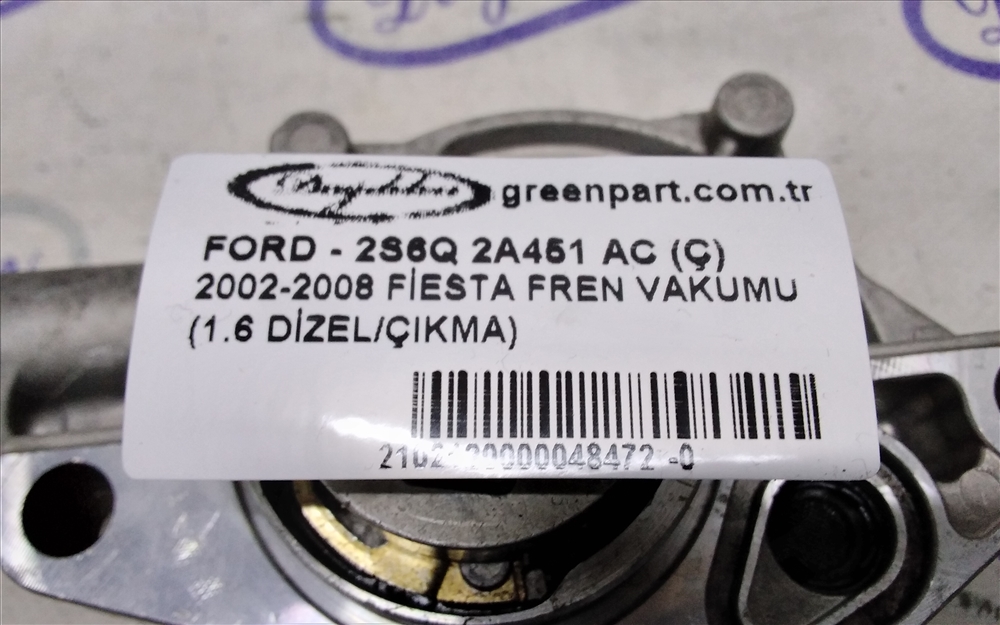 greenpart.com.tr
FORD - 2S6Q 2A451 AC (Ç)
2002-2008 FİESTA FREN VAKUMU
(1.6 DİZEL/ÇIKMA)